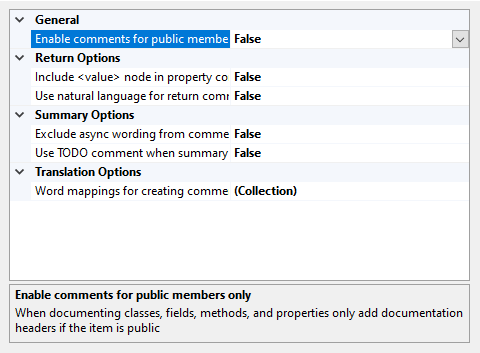 General
Enable comments for public membe False
Return Options
Include <value> node in property co False
Use natural language for return comr False
Summary Options
Exclude async wording from comme False
Use TODO comment when summary False
Translation Options
Word mappings for creating comme (Collection)
Enable comments for public members only
When documenting classes, fields, methods, and properties only add documentation
headers if the item is public